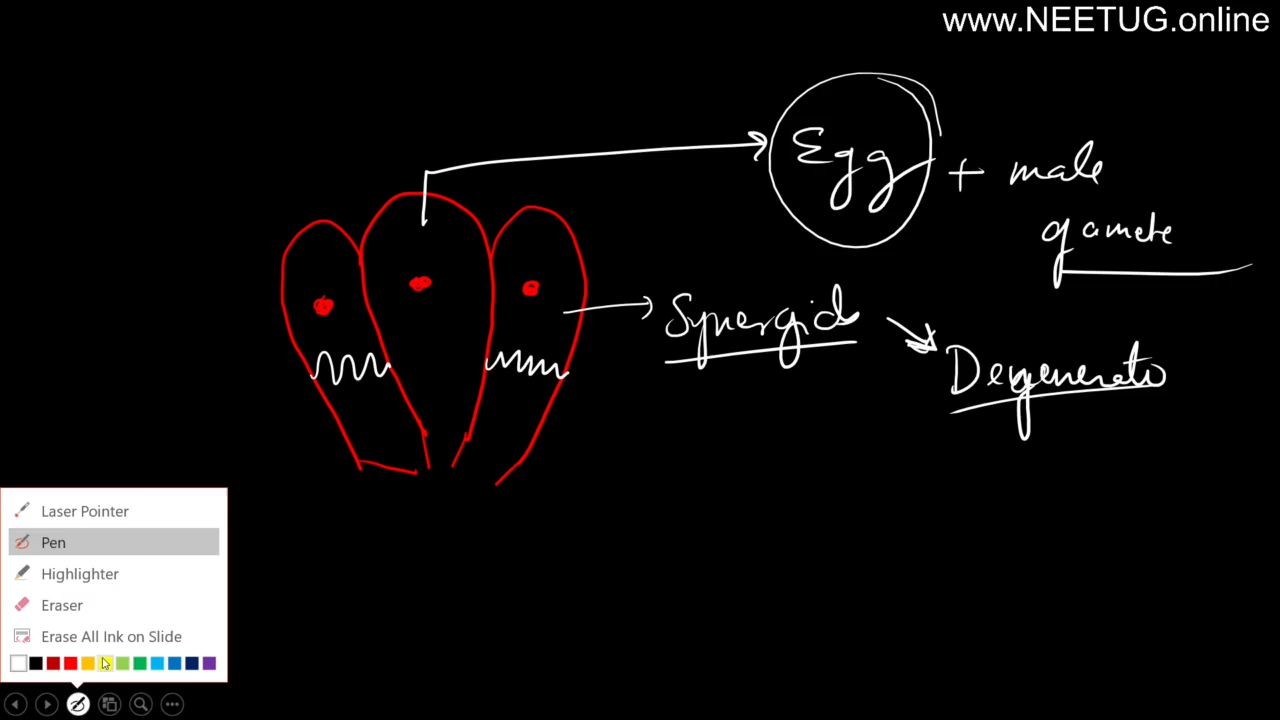 www.NEETUG.online
Egg + male
gamete
Synergid
Degenerate
Laser Pointer
Pen
Highlighter
Eraser
Erase All Ink on Slide